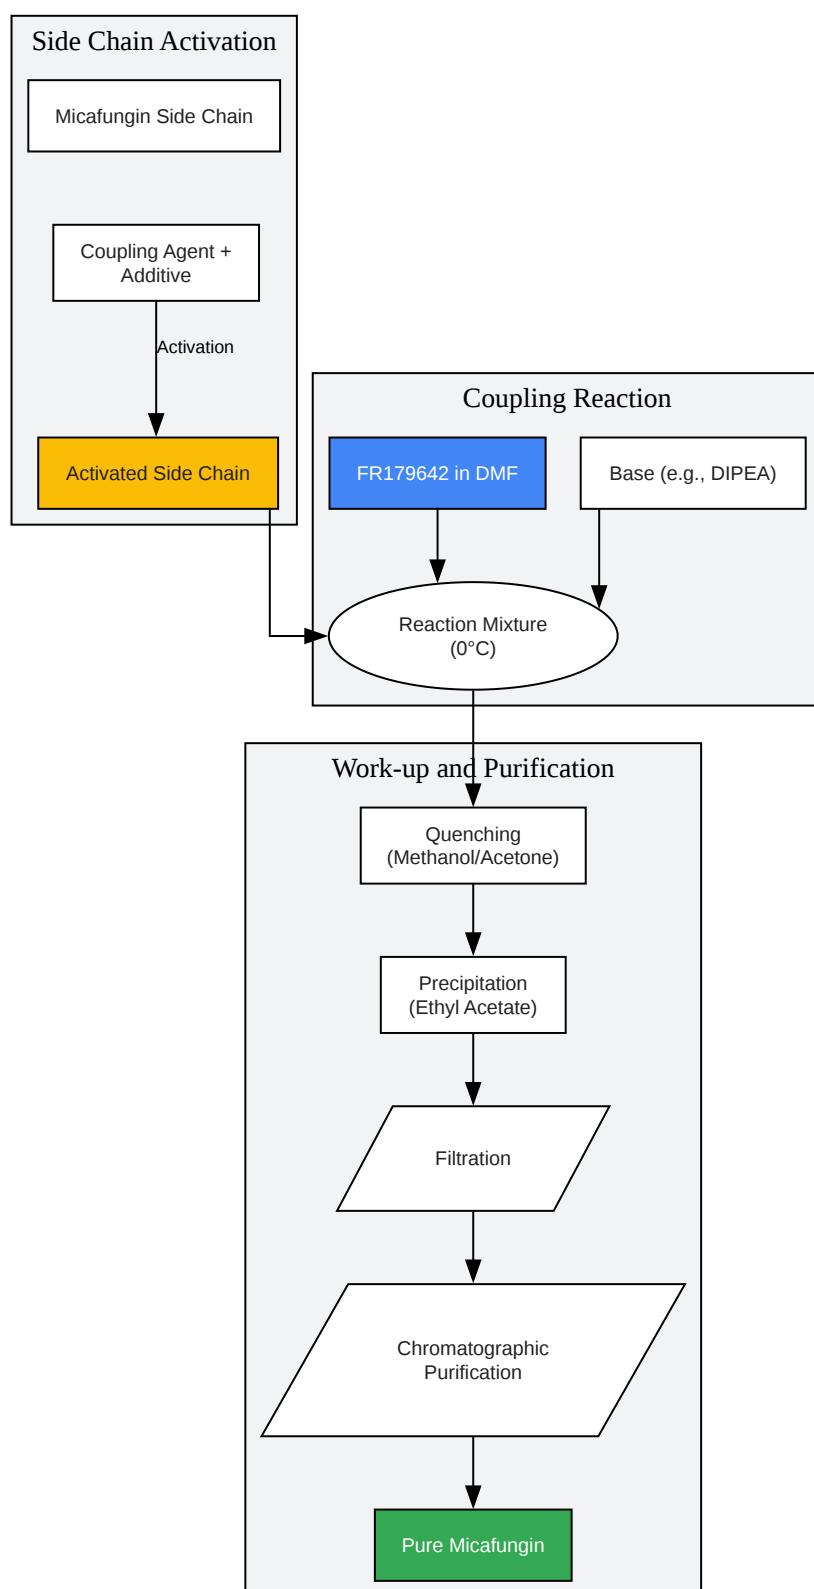 Side Chain Activation
Micafungin Side Chain
Coupling Agent +
Additive
Activation
Activated Side Chain
Coupling Reaction
FR179642 in DMF
Base (e.g., DIPEA)
Reaction Mixture
(0°C)
Work-up and Purification
Quenching
(Methanol/Acetone)
Precipitation
(Ethyl Acetate)
Filtration
Chromatographic
Purification
Pure Micafungin